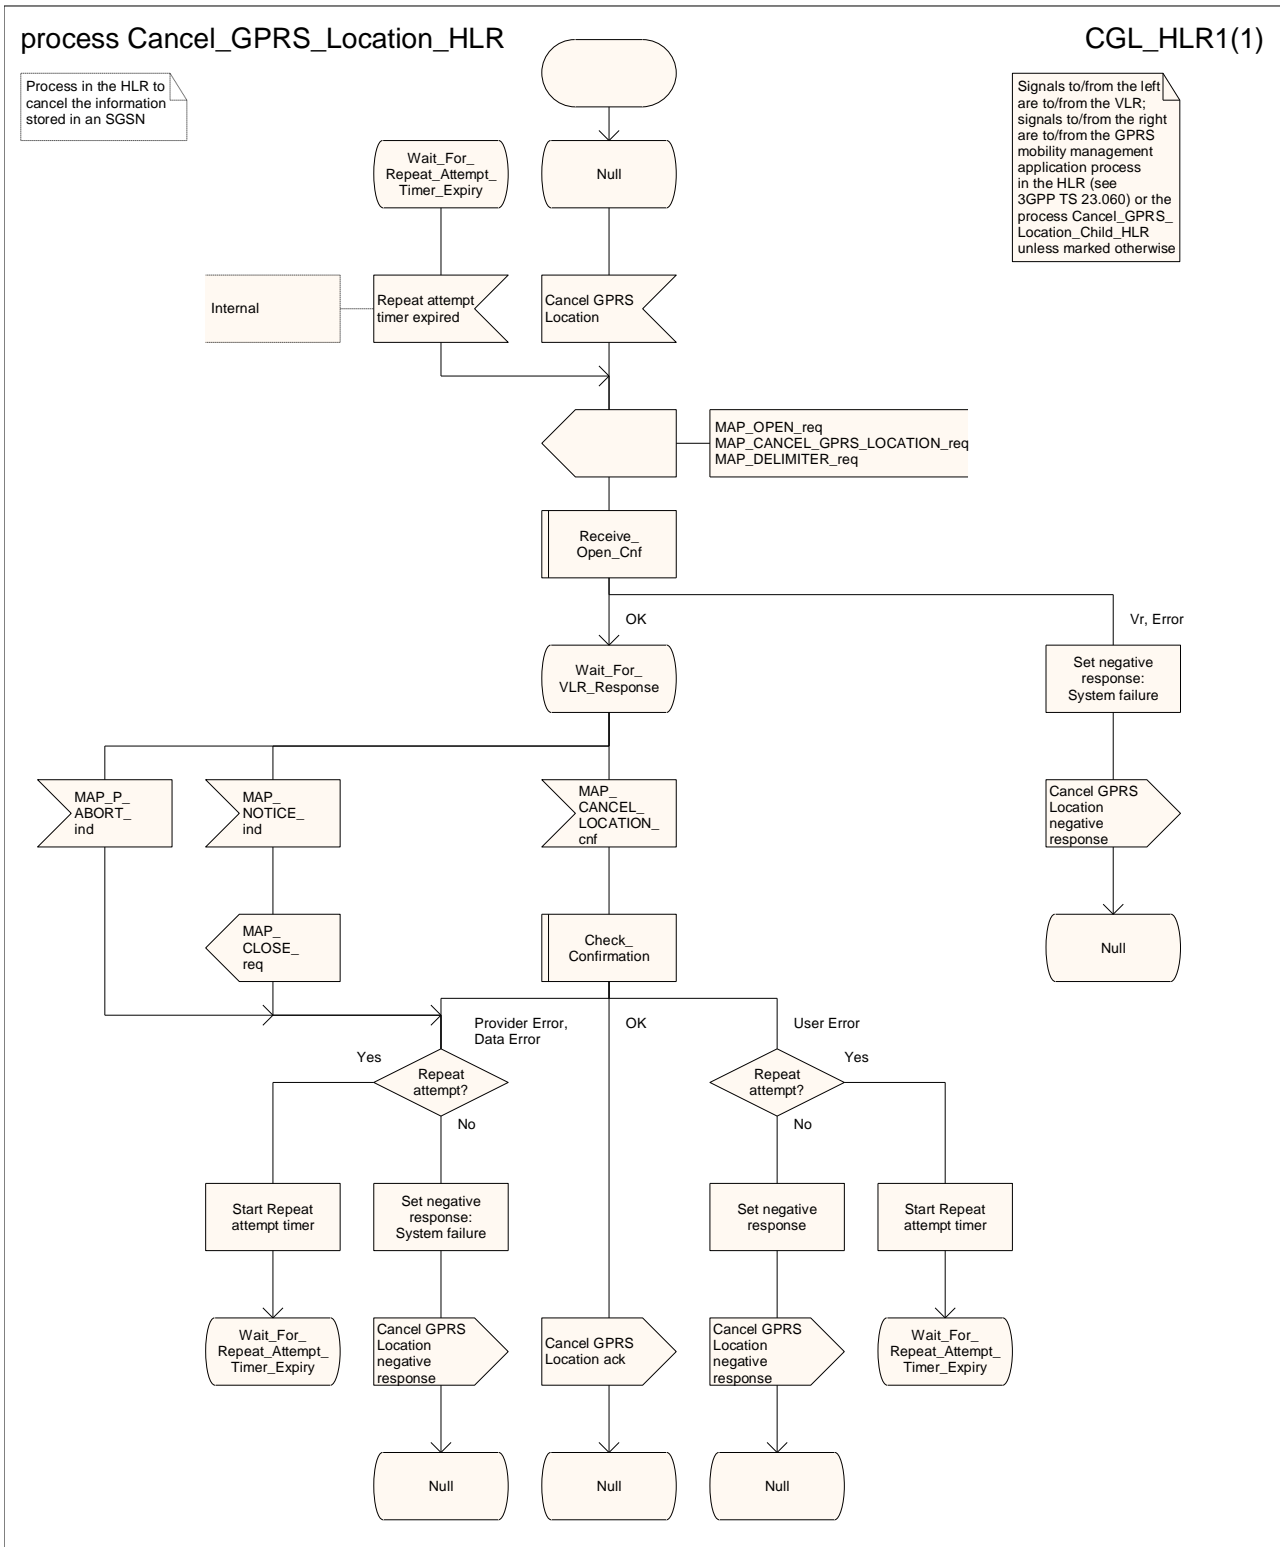 process Cancel_GPRS_Location_HLR
CGL_HLR1(1)
Process in the HLR to
cancel the information
stored in an SGSN
Signals to/from the left
are to/from the VLR;
signals to/from the right
are to/from the GPRS
mobility management
application process
in the HLR (see
3GPP TS 23.060) or the
process Cancel_GPRS_
Location_Child_HLR
unless marked otherwise
Wait_For_
Repeat_Attempt_
Timer_Expiry
Null
Internal
Repeat attempt
timer expired
Cancel GPRS
Location
MAP_OPEN_req
MAP_CANCEL_GPRS_LOCATION_req
MAP_DELIMITER_req
Receive_
Open_Cnf
OK
Vr, Error
Wait_For_
VLR_Response
Set negative
response:
System failure
MAP_P_
ABORT_
ind
MAP_
NOTICE_
ind
MAP_
CANCEL_
LOCATION_
cnf
Cancel GPRS
Location
negative
response
MAP_
CLOSE_
req
Check_
Confirmation
Null
Provider Error,
Data Error
OK
User Error
Yes
Repeat
attempt?
No
Repeat
attempt?
Yes
No
Start Repeat
attempt timer
Set negative
response:
System failure
Set negative
response
Start Repeat
attempt timer
Wait_For_
Repeat_Attempt_
Timer_Expiry
Cancel GPRS
Location
negative
response
Cancel GPRS
Location ack
Cancel GPRS
Location
negative
response
Wait_For_
Repeat_Attempt_
Timer_Expiry
Null
Null
Null